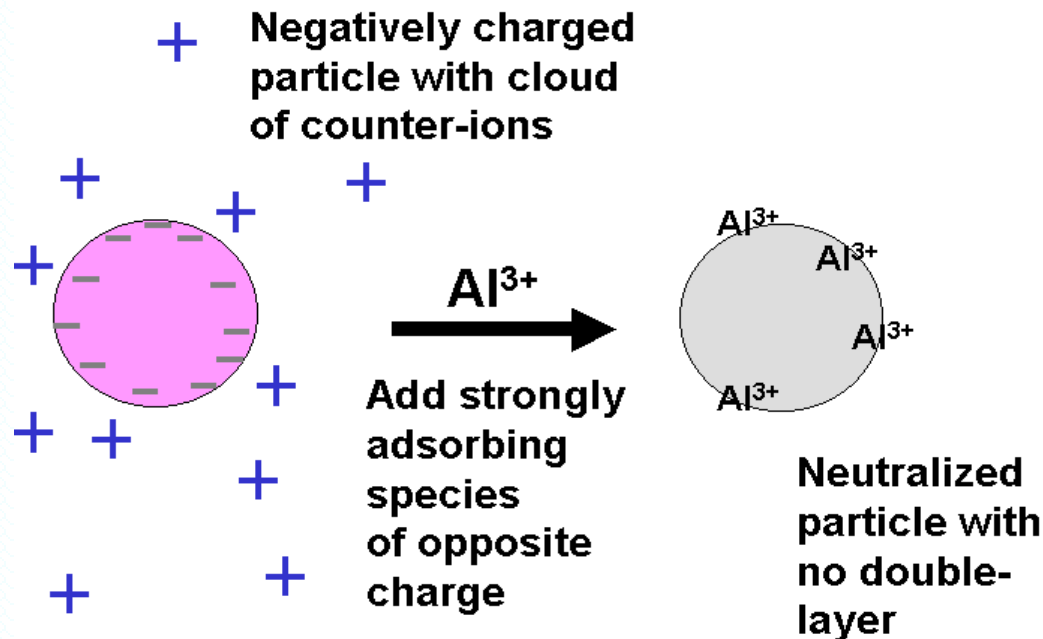 Negatively charged
particle with cloud
of counter-ions
Al³⁺
Add strongly
adsorbing
species
of opposite
charge
Al³⁺
Al³⁺
Al³⁺
Al³⁺
Neutralized
particle with
no double-
layer